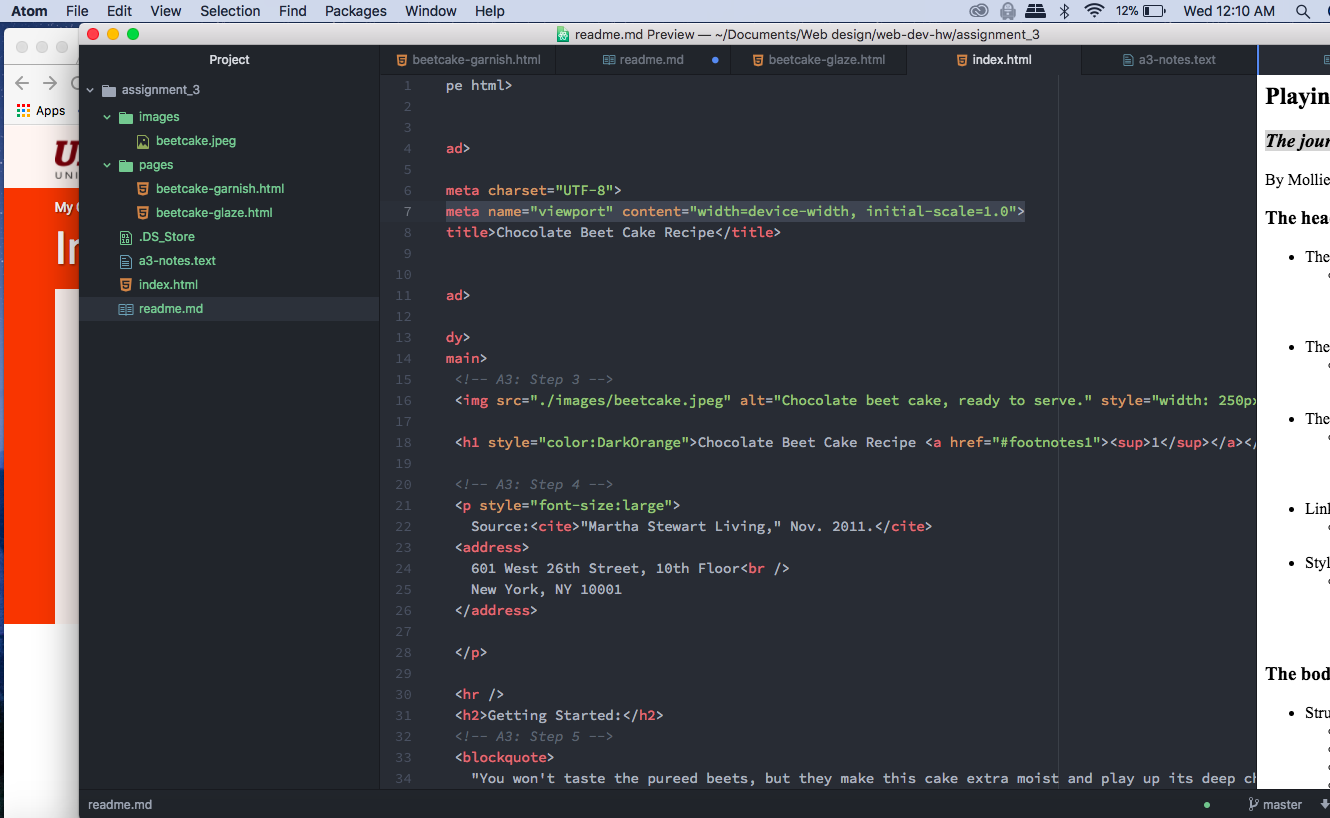 Atom File Edit View Selection Find Packages Window Help 12% Wed 12:10 AM
readme.md Preview — ~/Documents/Web design/web-dev-hw/assignment_3
Apps
UNI
My
In
Project
assignment_3
images
beetcake.jpeg
pages
beetcake-garnish.html
beetcake-glaze.html
.DS_Store
a3-notes.text
index.html
readme.md
beetcake-garnish.html readme.md beetcake-glaze.html index.html a3-notes.text
1 pe html>
2
3
4 ad>
5
6 meta charset="UTF-8">
7 meta name="viewport" content="width=device-width, initial-scale=1.0">
8 title>Chocolate Beet Cake Recipe</title>
9
10
11 ad>
12
13 dy>
14 main>
15 <!-- A3: Step 3 -->
16 <img src="./images/beetcake.jpeg" alt="Chocolate beet cake, ready to serve." style="width: 250px
17
18 <h1 style="color:DarkOrange">Chocolate Beet Cake Recipe <a href="#footnotes1"><sup>1</sup></a></
19
20 <!-- A3: Step 4 -->
21 <p style="font-size:large">
22 Source:<cite>"Martha Stewart Living," Nov. 2011.</cite>
23 <address>
24 601 West 26th Street, 10th Floor<br />
25 New York, NY 10001
26 </address>
27
28 </p>
29
30 <hr />
31 <h2>Getting Started:</h2>
32 <!-- A3: Step 5 -->
33 <blockquote>
34 "You won't taste the pureed beets, but they make this cake extra moist and play up its deep ch
Playin
The jour
By Mollie
The hea
The
The
The
Link
Styl
The bod
Stru
readme.md
master